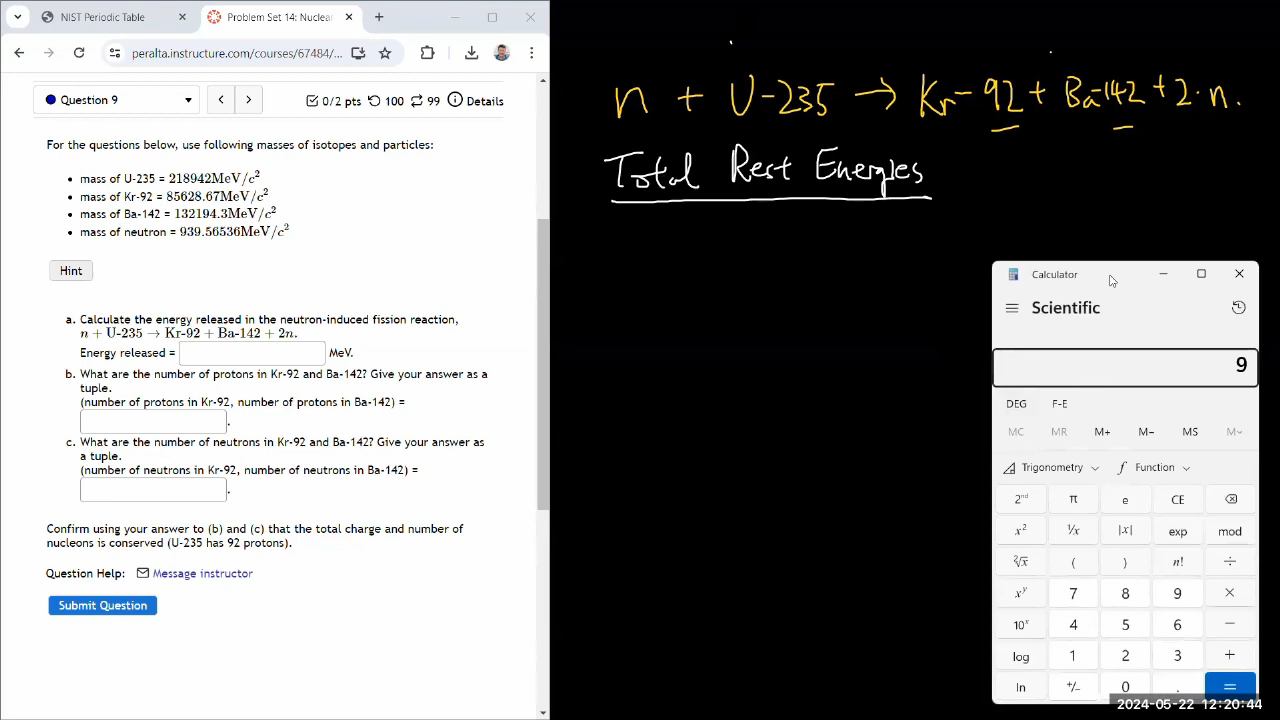 NIST Periodic Table
Problem Set 14: Nuclear
peralta.instructure.com/courses/67484/...
Question 9
0/2 pts 100 99 Details
For the questions below, use following masses of isotopes and particles:
mass of U-235 = 218942MeV/c²
mass of Kr-92 = 85628.67MeV/c²
mass of Ba-142 = 132194.3MeV/c²
mass of neutron = 939.56536MeV/c²
Hint
a. Calculate the energy released in the neutron-induced fission reaction,
n + U-235 → Kr-92 + Ba-142 + 2n.
Energy released = MeV.
b. What are the number of protons in Kr-92 and Ba-142? Give your answer as a
tuple.
(number of protons in Kr-92, number of protons in Ba-142) =
.
c. What are the number of neutrons in Kr-92 and Ba-142? Give your answer as
a tuple.
(number of neutrons in Kr-92, number of neutrons in Ba-142) =
.
Confirm using your answer to (b) and (c) that the total charge and number of
nucleons is conserved (U-235 has 92 protons).
Question Help: Message instructor
Submit Question
n + U-235 → Kr-92 + Ba-142 + 2·n.
Total Rest Energies
Calculator
Scientific
9
DEG F-E
MC MR M+ M− MS M˅
Trigonometry f Function
2ⁿᵈ π e CE
x² ¹/x |x| exp mod
²√x ( ) n! ÷
xʸ 7 8 9 ×
10ˣ 4 5 6 −
log 1 2 3 +
ln +/− 0 . =
2024-05-22 12:20:44